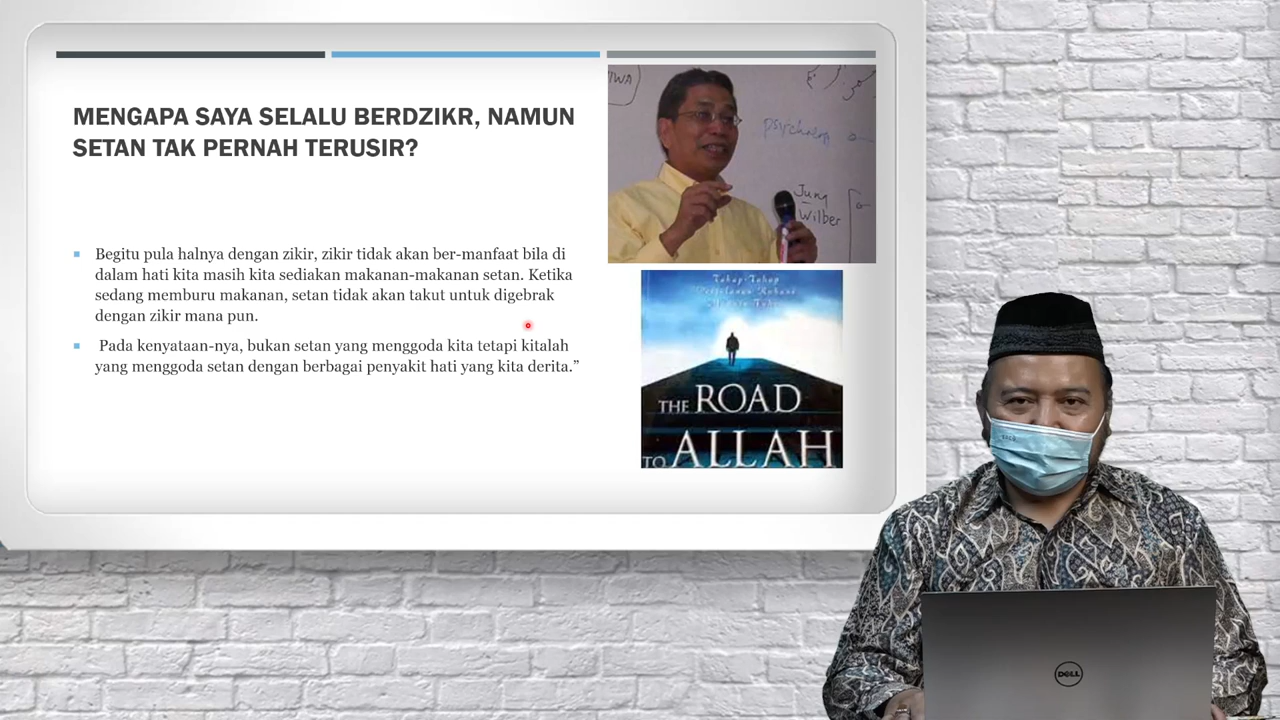 MENGAPA SAYA SELALU BERDZIKR, NAMUN
SETAN TAK PERNAH TERUSIR?
Begitu pula halnya dengan zikir, zikir tidak akan ber-manfaat bila di
dalam hati kita masih kita sediakan makanan-makanan setan. Ketika
sedang memburu makanan, setan tidak akan takut untuk digebrak
dengan zikir mana pun.
Pada kenyataan-nya, bukan setan yang menggoda kita tetapi kitalah
yang menggoda setan dengan berbagai penyakit hati yang kita derita.”
Jung
Wilber
Tahap-Tahap
THE ROAD
TO ALLAH
DELL